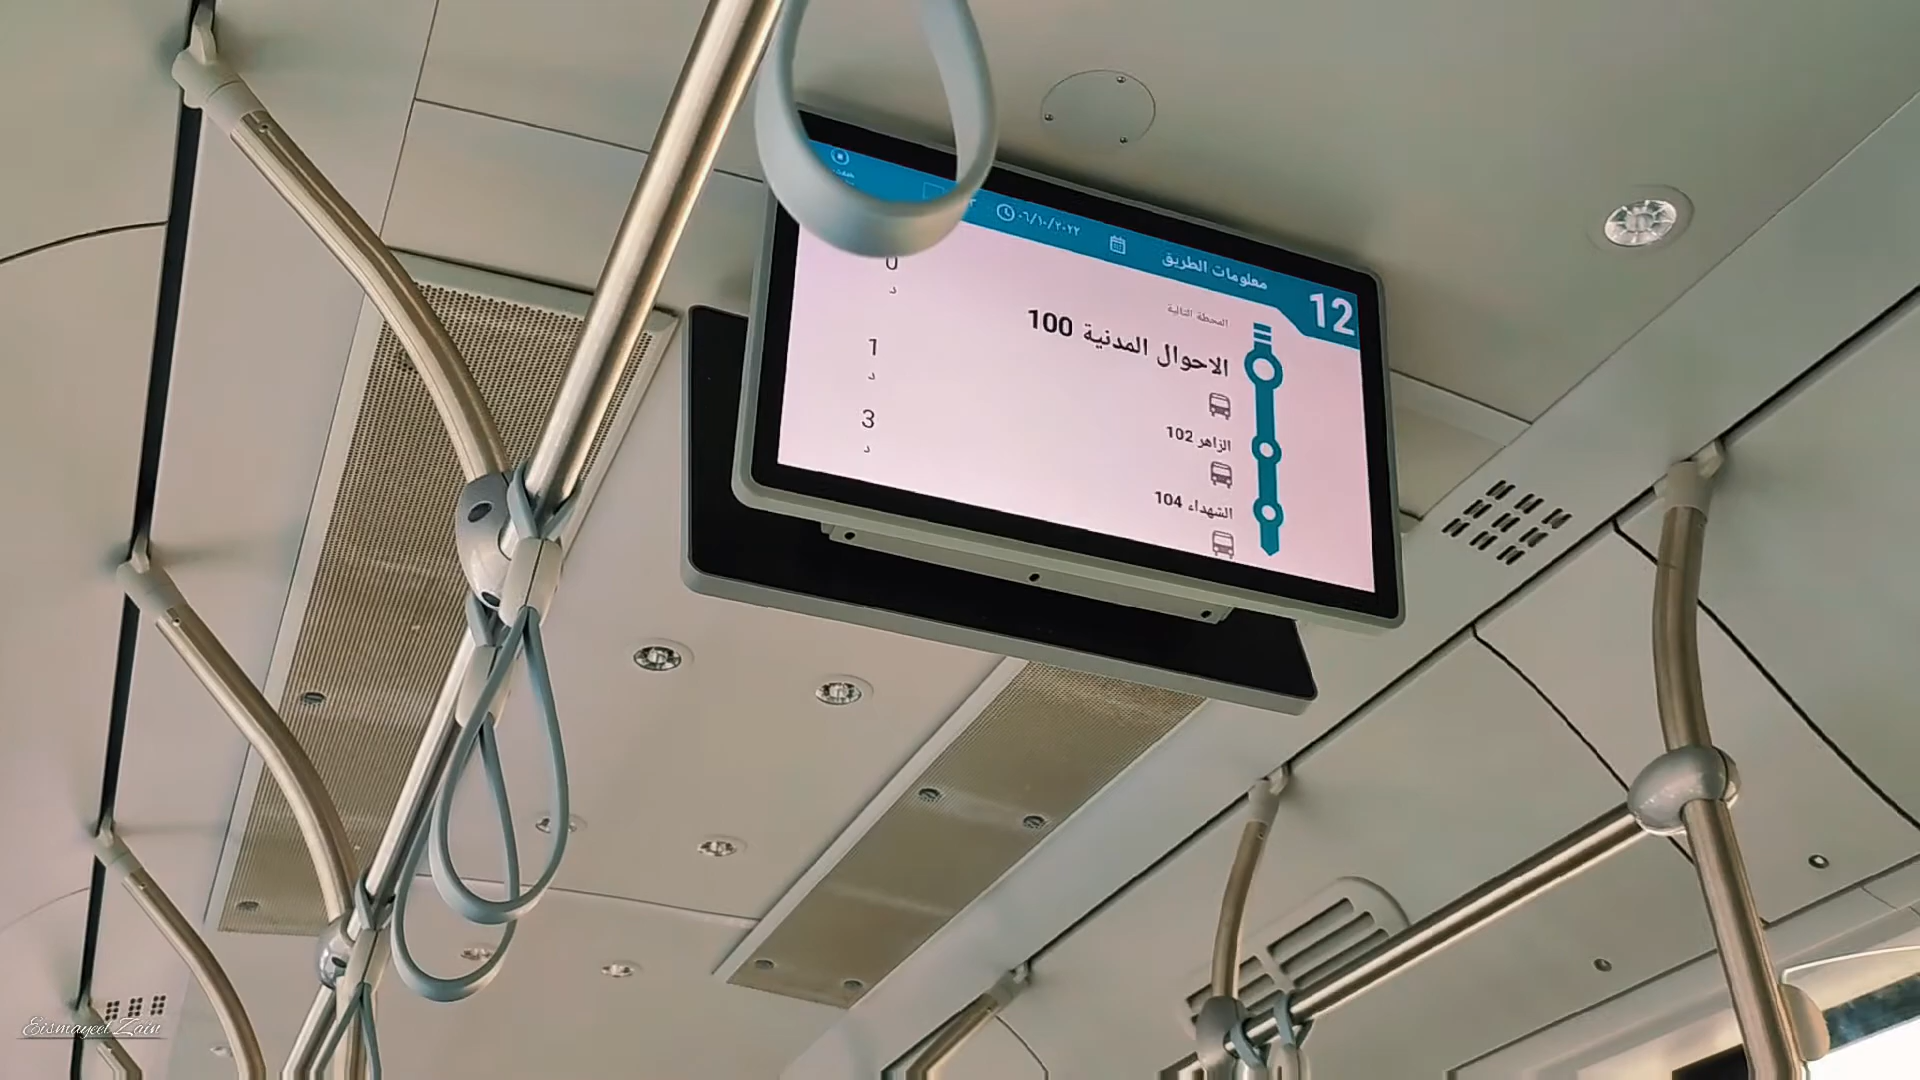 12
معلومات الطريق
٠٦/١٠/٢٠٢٢
المحطة التالية
الاحوال المدنية 100
0
د
الزاهر 102
1
د
الشهداء 104
3
د
Eismayeel Zain